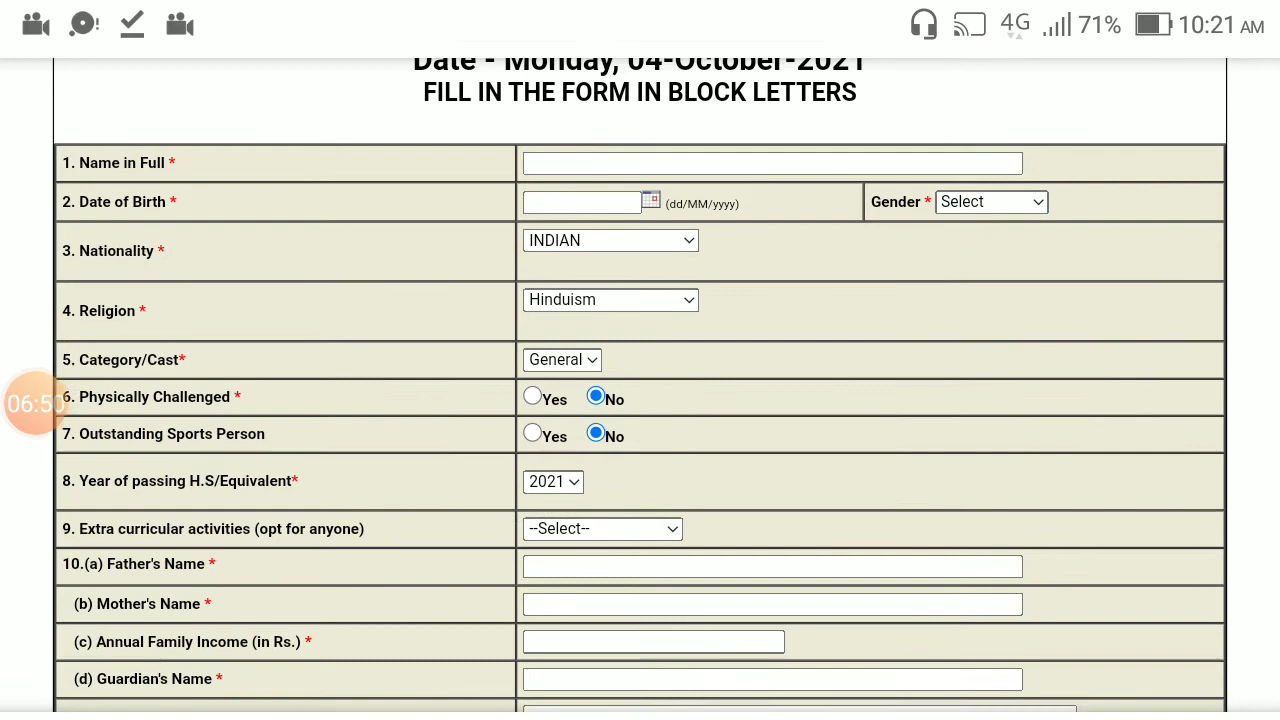 4G 71% 10:21 AM
Date - Monday, 04-October-2021
FILL IN THE FORM IN BLOCK LETTERS
1. Name in Full *
2. Date of Birth * (dd/MM/yyyy) Gender * Select
3. Nationality * INDIAN
4. Religion * Hinduism
5. Category/Cast* General
06:50
6. Physically Challenged * Yes No
7. Outstanding Sports Person Yes No
8. Year of passing H.S/Equivalent* 2021
9. Extra curricular activities (opt for anyone) --Select--
10.(a) Father's Name *
(b) Mother's Name *
(c) Annual Family Income (in Rs.) *
(d) Guardian's Name *